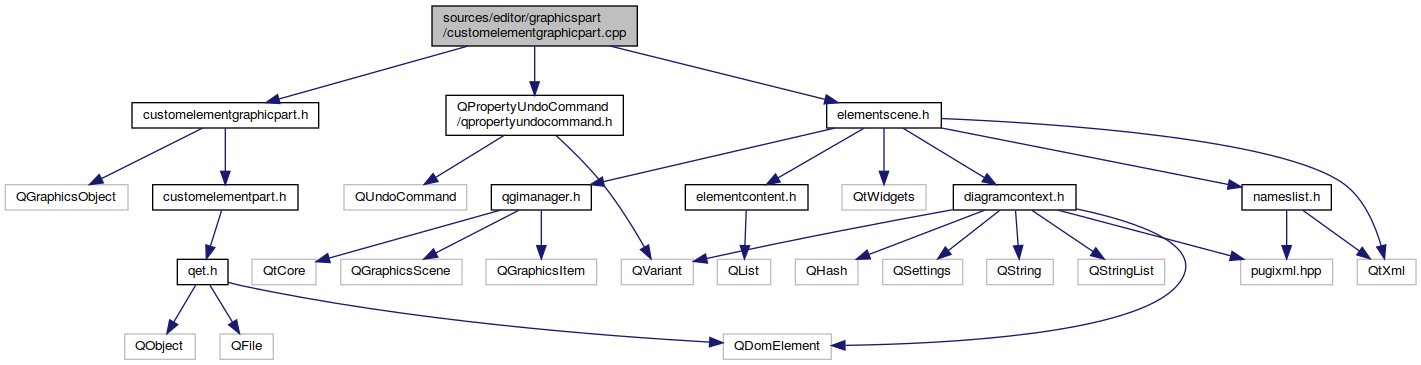 sources/editor/graphicspart
/customelementgraphicpart.cpp
customelementgraphicpart.h
QPropertyUndoCommand
/qpropertyundocommand.h
elementscene.h
QGraphicsObject
customelementpart.h
QUndoCommand
qgimanager.h
elementcontent.h
QtWidgets
diagramcontext.h
nameslist.h
qet.h
QtCore
QGraphicsScene
QGraphicsItem
QVariant
QList
QHash
QSettings
QString
QStringList
pugixml.hpp
QtXml
QObject
QFile
QDomElement